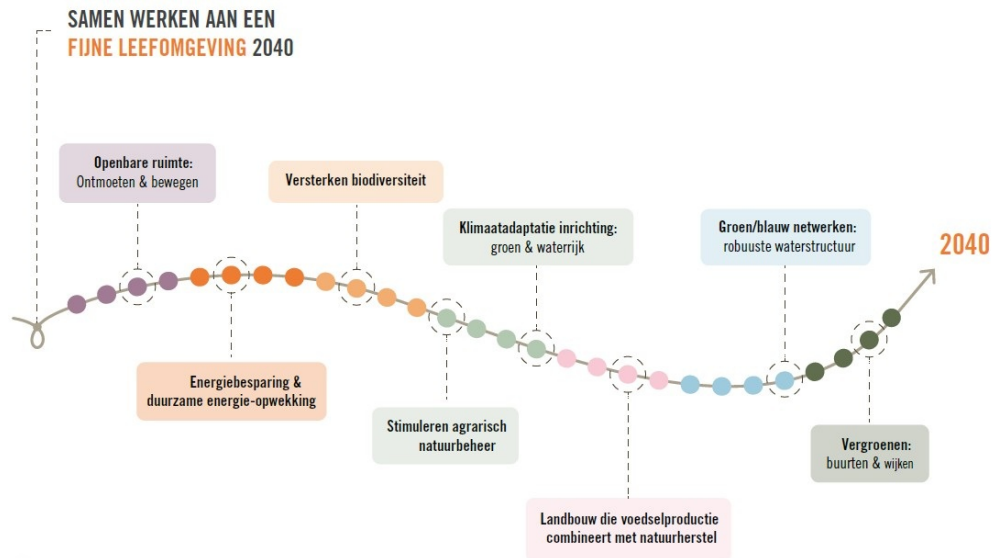 SAMEN WERKEN AAN EEN
FIJNE LEEFOMGEVING 2040
Openbare ruimte:
Ontmoeten & bewegen
Versterken biodiversiteit
Klimaatadaptatie inrichting:
groen & waterrijk
Groen/blauw netwerken:
robuuste waterstructuur
2040
Energiebesparing &
duurzame energie-opwekking
Stimuleren agrarisch
natuurbeheer
Vergroenen:
buurten & wijken
Landbouw die voedselproductie
combineert met natuurherstel